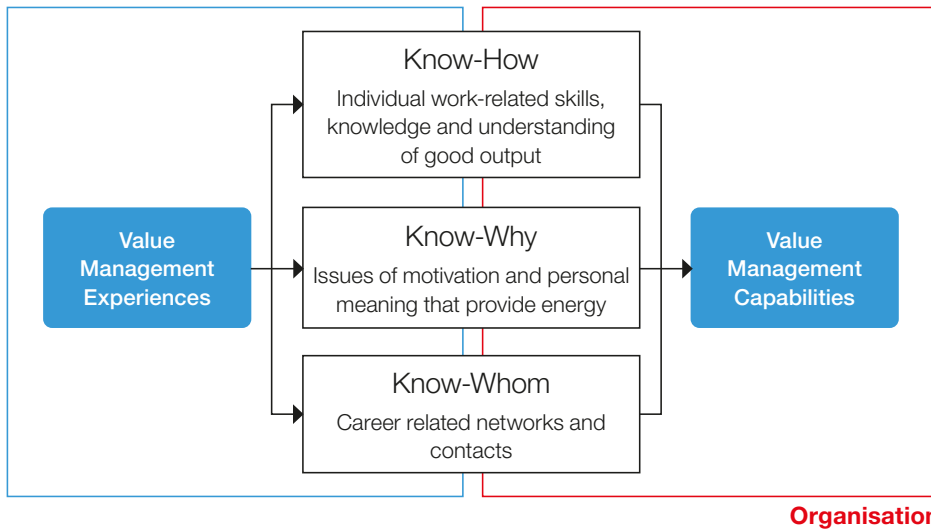 Know-How
Individual work-related skills,
knowledge and understanding
of good output
Value
Management
Experiences
Know-Why
Issues of motivation and personal
meaning that provide energy
Value
Management
Capabilities
Know-Whom
Career related networks and
contacts
Organisation